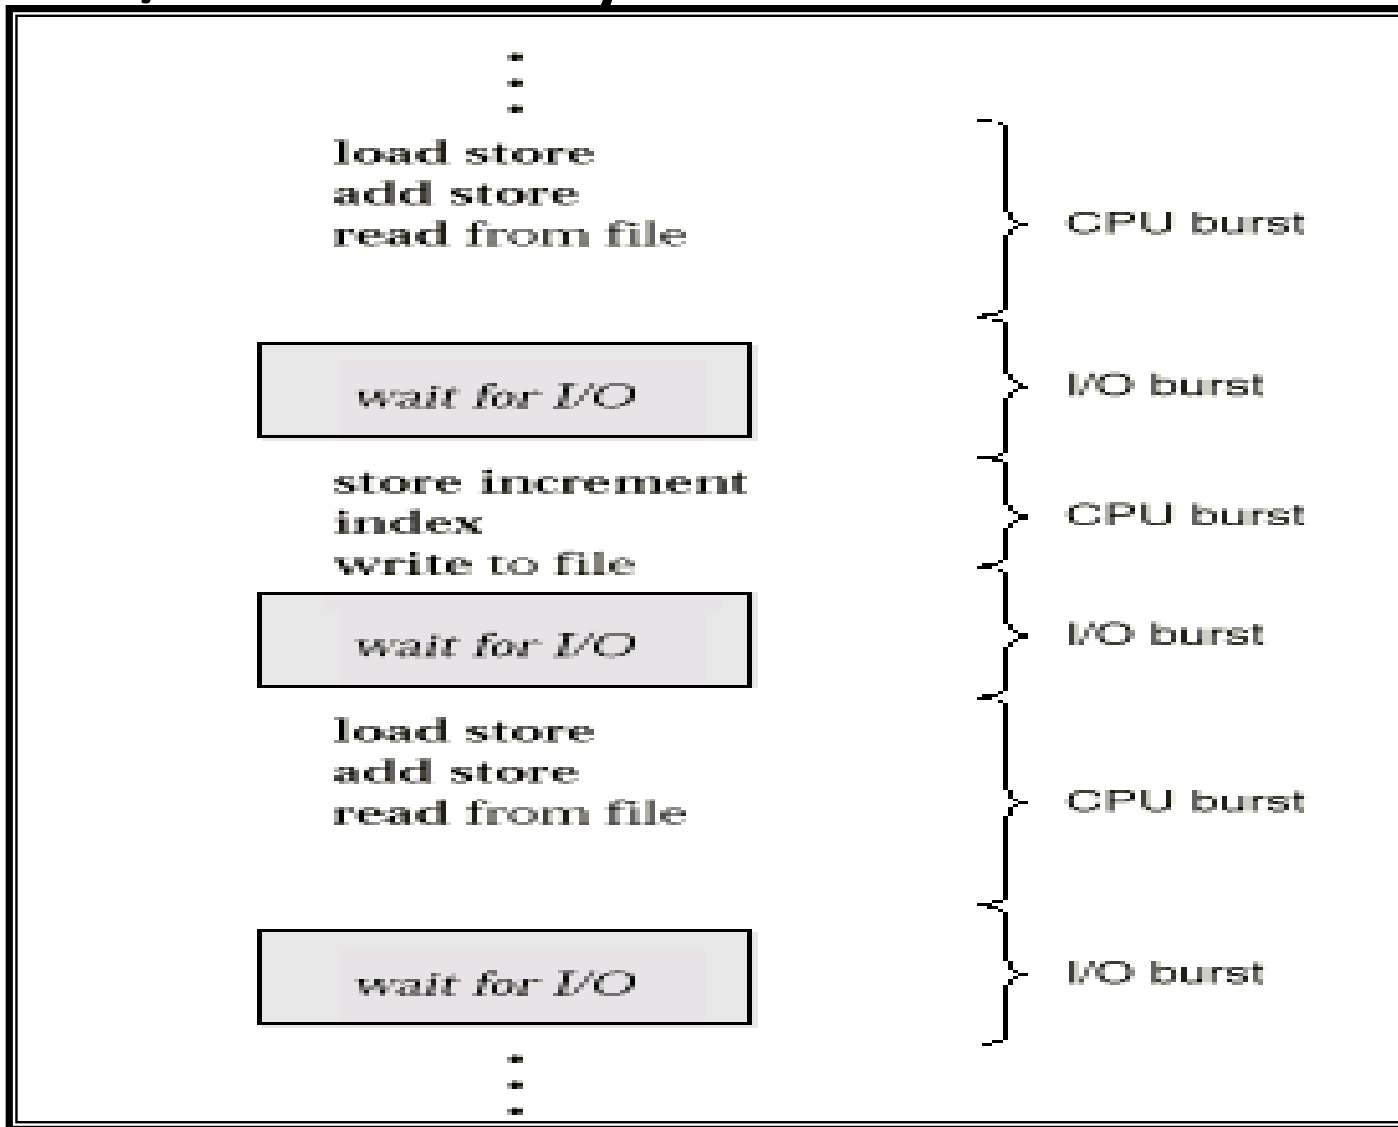 load store
add store
read from file
CPU burst
wait for I/O
I/O burst
store increment
index
write to file
CPU burst
wait for I/O
I/O burst
load store
add store
read from file
CPU burst
wait for I/O
I/O burst